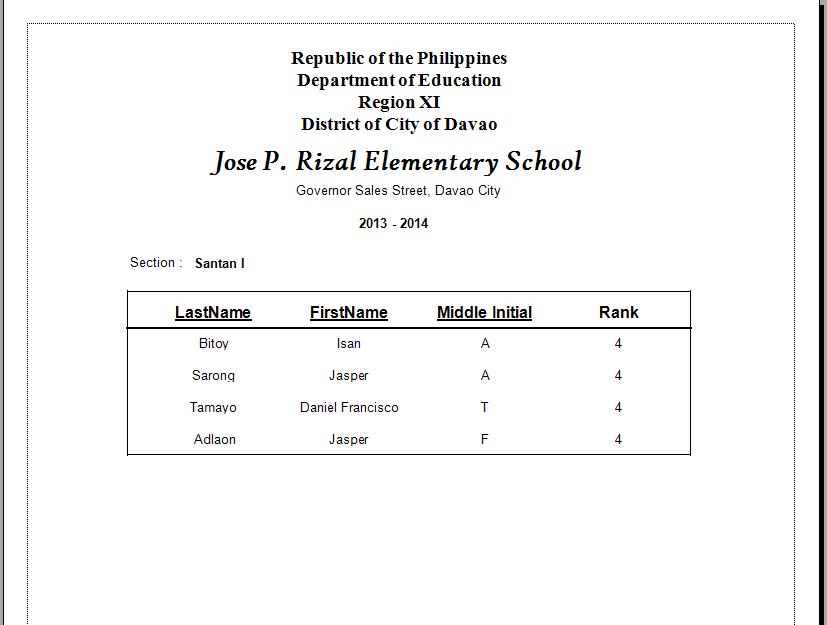 Republic of the Philippines
Department of Education
Region XI
District of City of Davao
Jose P. Rizal Elementary School
Governor Sales Street, Davao City
2013 - 2014
Section : Santan I
LastName FirstName Middle Initial Rank
Bitoy Isan A 4
Sarong Jasper A 4
Tamayo Daniel Francisco T 4
Adlaon Jasper F 4